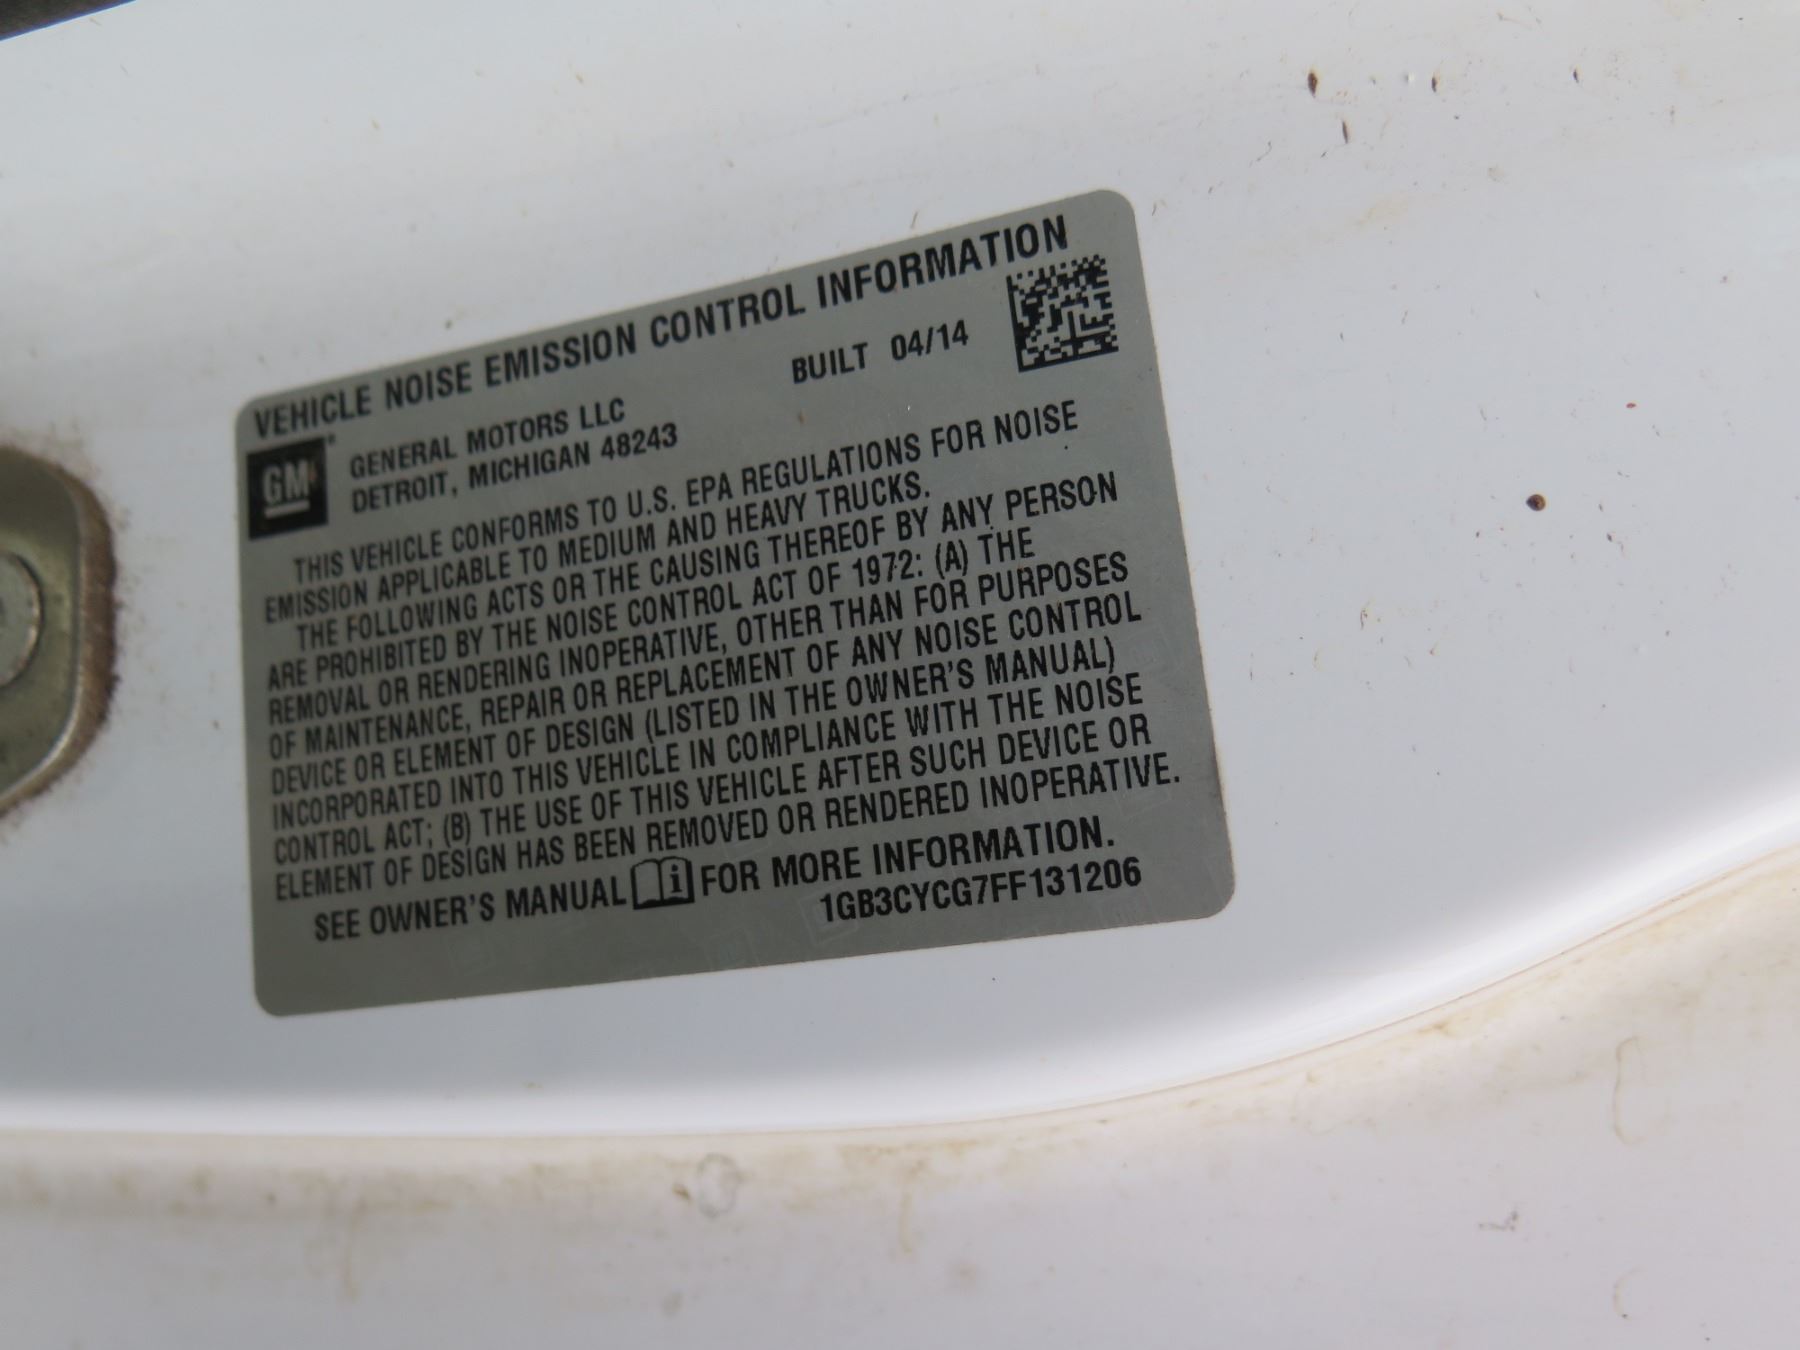 VEHICLE NOISE EMISSION CONTROL INFORMATION
BUILT 04/14
GM®
GENERAL MOTORS LLC
DETROIT, MICHIGAN 48243
THIS VEHICLE CONFORMS TO U.S. EPA REGULATIONS FOR NOISE
EMISSION APPLICABLE TO MEDIUM AND HEAVY TRUCKS.
THE FOLLOWING ACTS OR THE CAUSING THEREOF BY ANY PERSON
ARE PROHIBITED BY THE NOISE CONTROL ACT OF 1972: (A) THE
REMOVAL OR RENDERING INOPERATIVE, OTHER THAN FOR PURPOSES
OF MAINTENANCE, REPAIR OR REPLACEMENT OF ANY NOISE CONTROL
DEVICE OR ELEMENT OF DESIGN (LISTED IN THE OWNER'S MANUAL)
INCORPORATED INTO THIS VEHICLE IN COMPLIANCE WITH THE NOISE
CONTROL ACT; (B) THE USE OF THIS VEHICLE AFTER SUCH DEVICE OR
ELEMENT OF DESIGN HAS BEEN REMOVED OR RENDERED INOPERATIVE.
SEE OWNER'S MANUAL i FOR MORE INFORMATION.
1GB3CYCG7FF131206